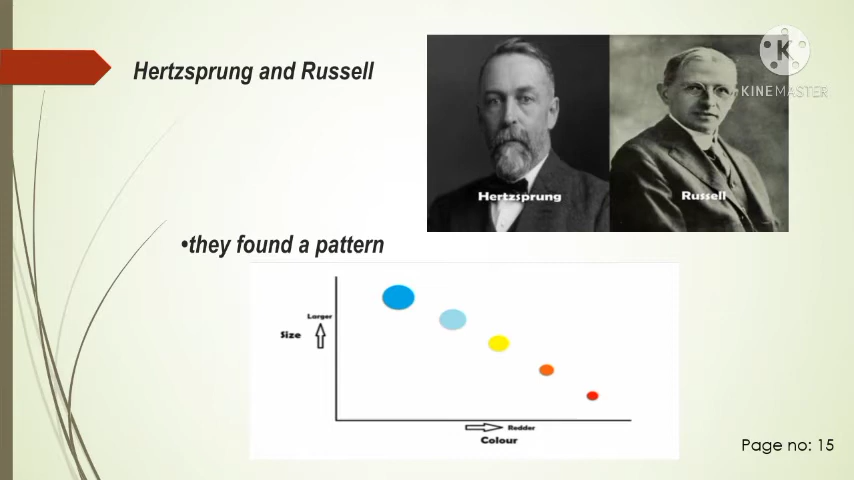 Hertzsprung and Russell
K
KINEMASTER
Hertzsprung
Russell
•they found a pattern
Larger
Size
Redder
Colour
Page no: 15